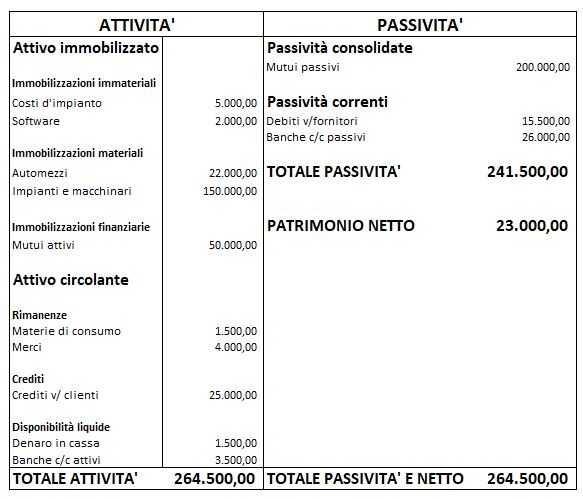 ATTIVITA'
Attivo immobilizzato
Immobilizzazioni immateriali
Costi d'impianto 5.000,00
Software 2.000,00
Immobilizzazioni materiali
Automezzi 22.000,00
Impianti e macchinari 150.000,00
Immobilizzazioni finanziarie
Mutui attivi 50.000,00
Attivo circolante
Rimanenze
Materie di consumo 1.500,00
Merci 4.000,00
Crediti
Crediti v/ clienti 25.000,00
Disponibilità liquide
Denaro in cassa 1.500,00
Banche c/c attivi 3.500,00
TOTALE ATTIVITA' 264.500,00
PASSIVITA'
Passività consolidate
Mutui passivi 200.000,00
Passività correnti
Debiti v/fornitori 15.500,00
Banche c/c passivi 26.000,00
TOTALE PASSIVITA' 241.500,00
PATRIMONIO NETTO 23.000,00
TOTALE PASSIVITA' E NETTO 264.500,00